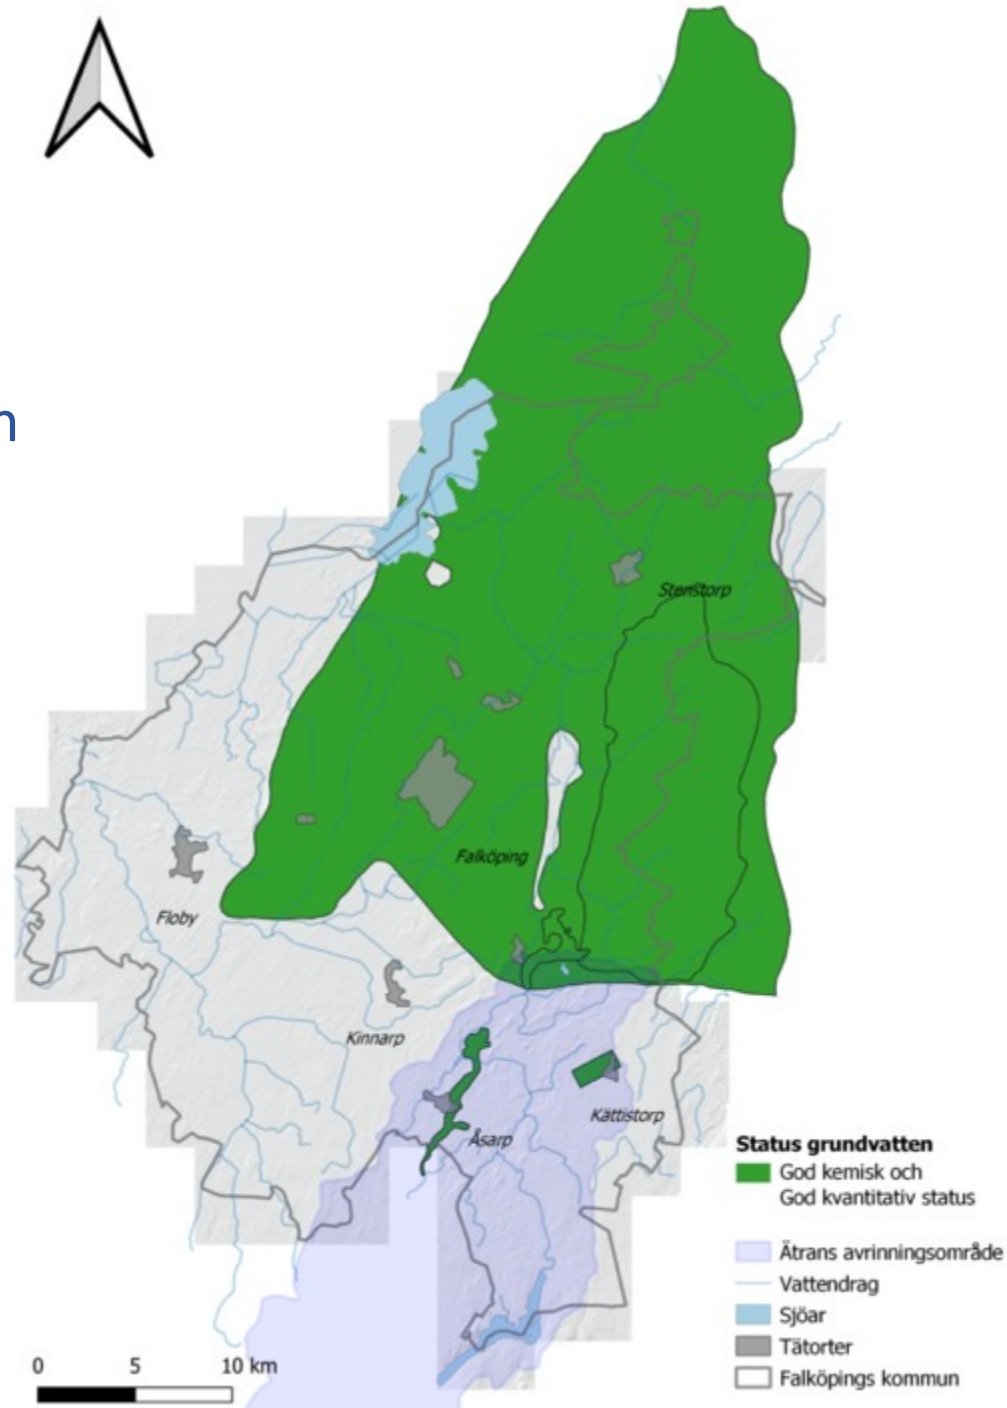 n
Stenstorp
Falköping
Floby
Kinnarp
Kättistorp
Åsarp
Status grundvatten
God kemisk och
God kvantitativ status
Ätrans avrinningsområde
Vattendrag
Sjöar
Tätorter
Falköpings kommun
0 5 10 km